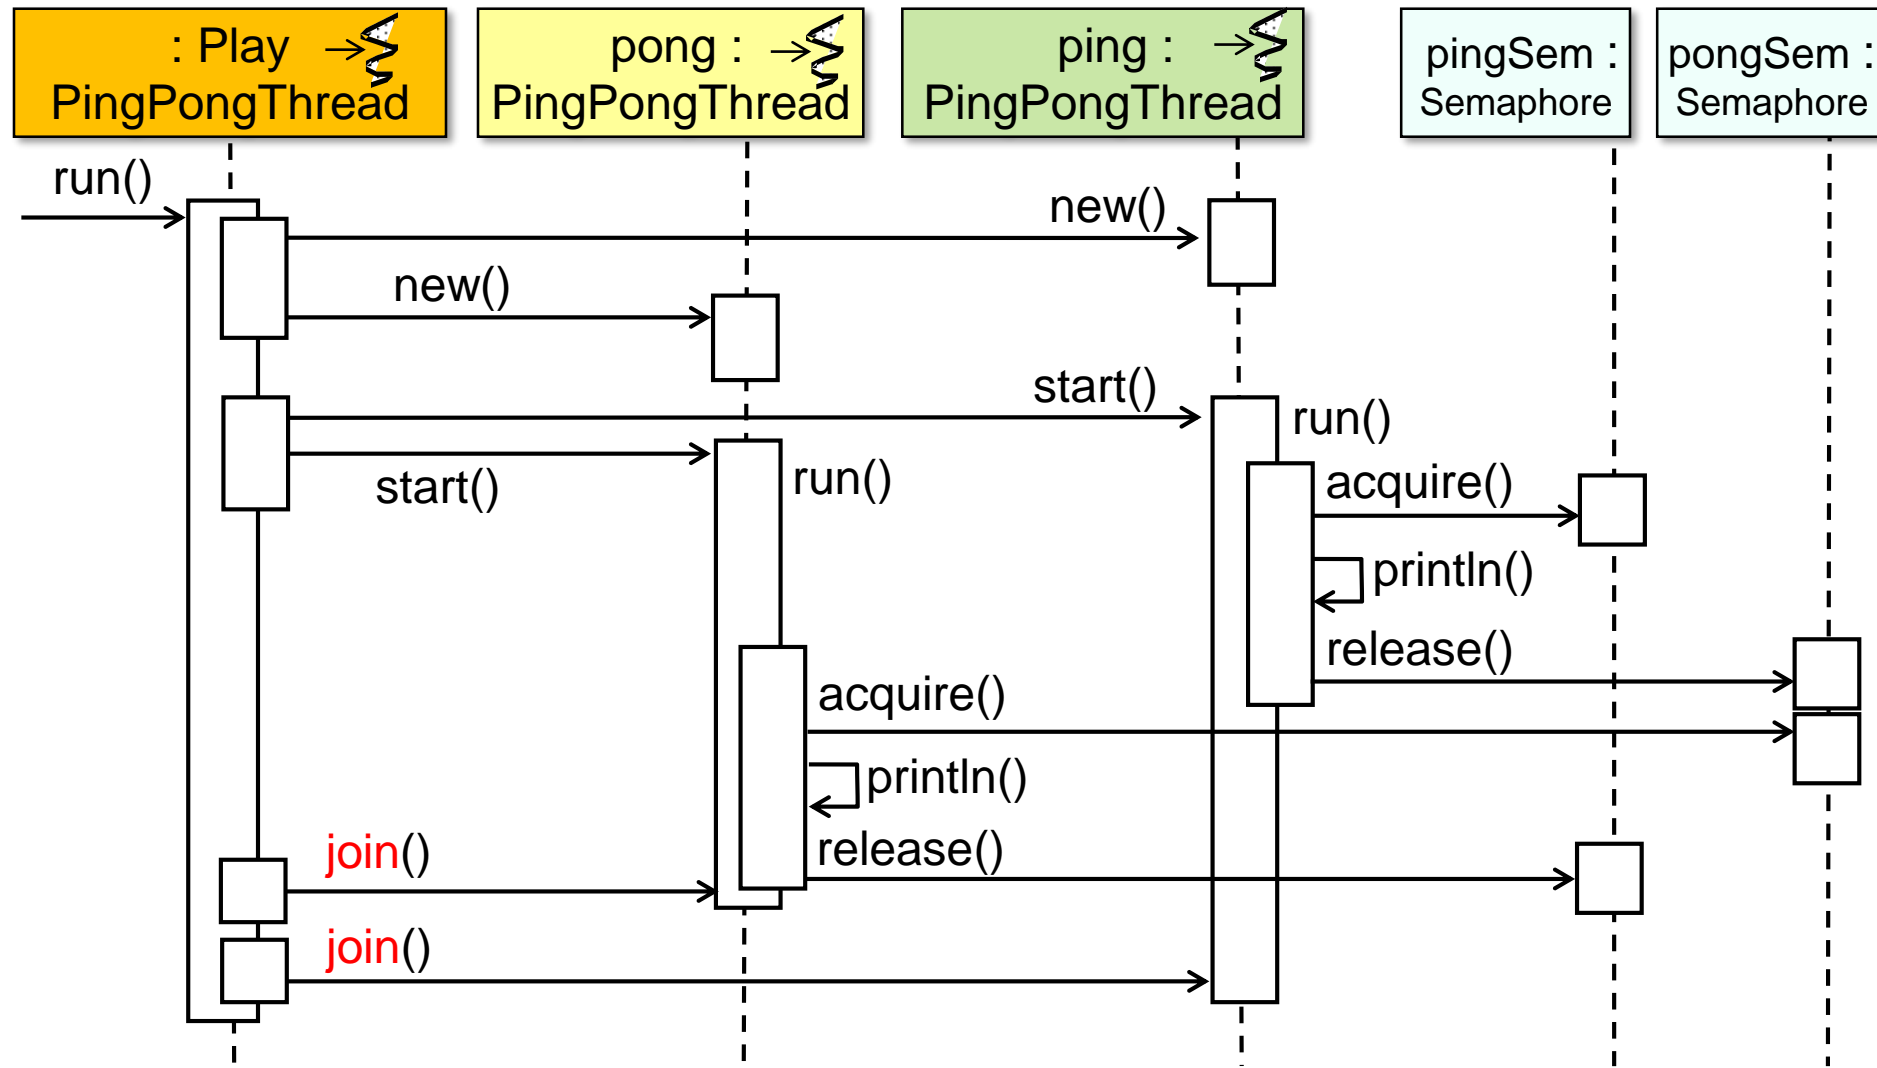 : Play
PingPongThread
pong :
PingPongThread
ping :
PingPongThread
pingSem :
Semaphore
pongSem :
Semaphore
run()
new()
new()
start()
run()
start()
run()
acquire()
println()
release()
acquire()
println()
join()
release()
join()